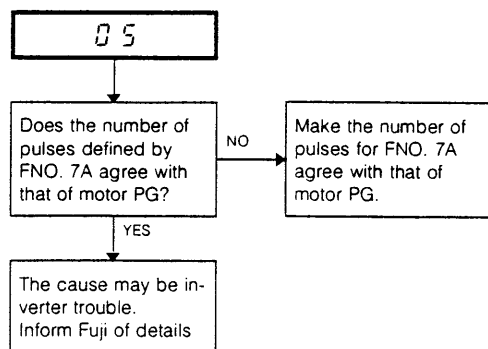 OS
Does the number of
pulses defined by
FNO. 7A agree with
that of motor PG?
NO
Make the number of
pulses for FNO. 7A
agree with that of
motor PG.
YES
The cause may be in-
verter trouble.
Inform Fuji of details